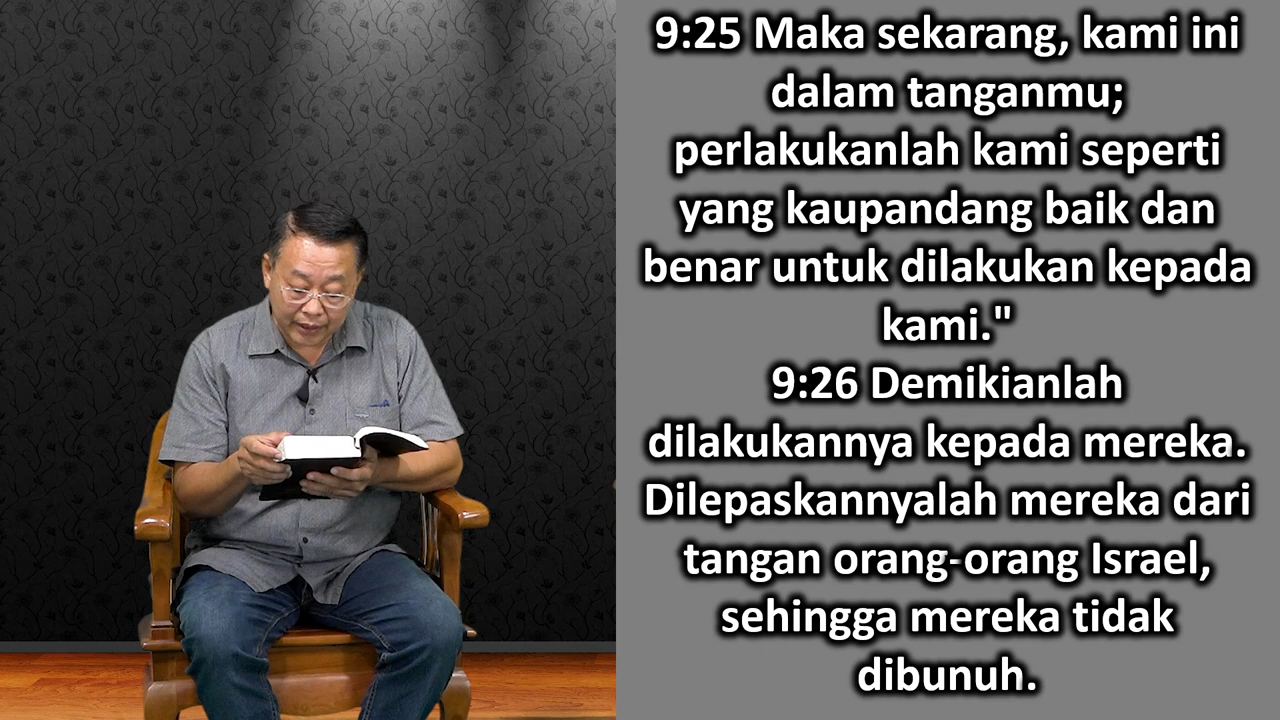 9:25 Maka sekarang, kami ini
dalam tanganmu;
perlakukanlah kami seperti
yang kaupandang baik dan
benar untuk dilakukan kepada
kami."
9:26 Demikianlah
dilakukannya kepada mereka.
Dilepaskannyalah mereka dari
tangan orang-orang Israel,
sehingga mereka tidak
dibunuh.